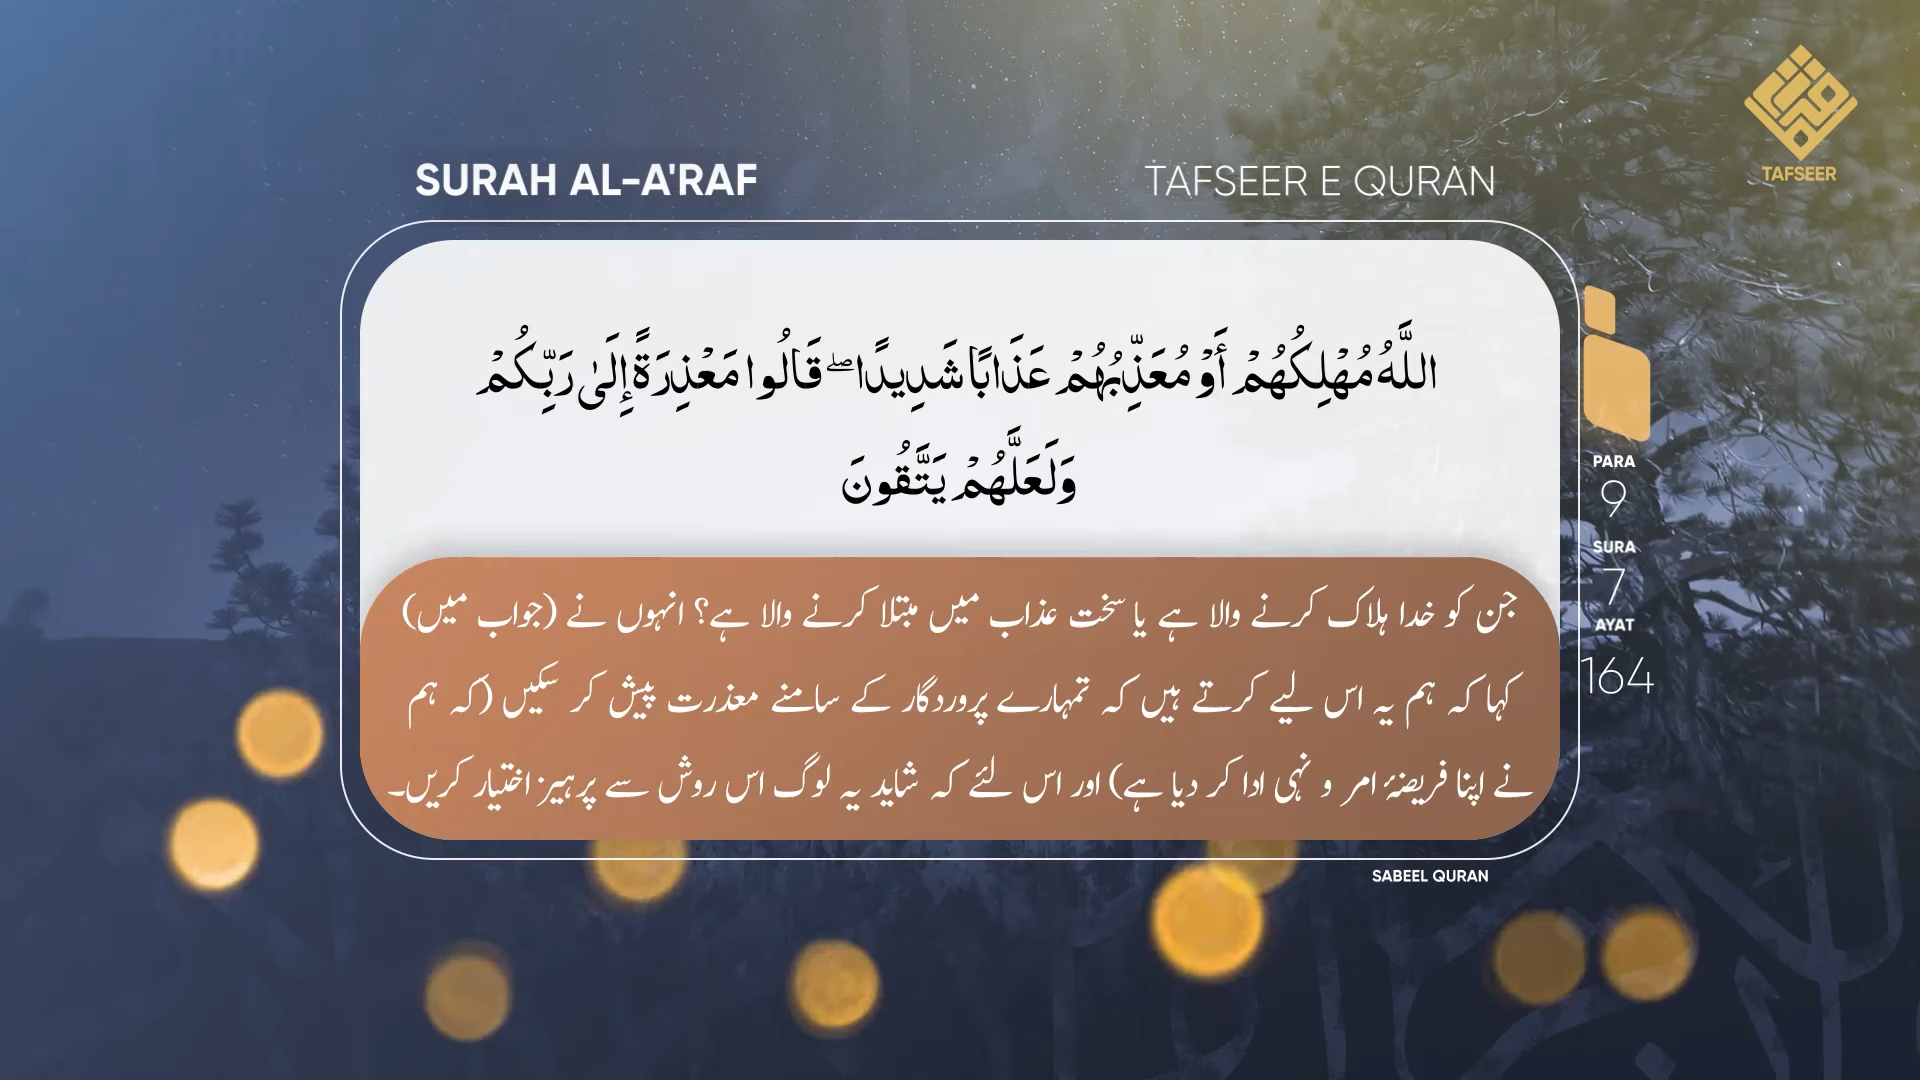 SURAH AL-A'RAF
TAFSEER E QURAN
TAFSEER
اللَّهُ مُهْلِكُهُمْ أَوْ مُعَذِّبُهُمْ عَذَابًا شَدِيدًا ۖ قَالُوا مَعْذِرَةً إِلَىٰ رَبِّكُمْ
وَلَعَلَّهُمْ يَتَّقُونَ
جن کو خدا ہلاک کرنے والا ہے یا سخت عذاب میں مبتلا کرنے والا ہے؟ انہوں نے (جواب میں)
کہا کہ ہم یہ اس لیے کرتے ہیں کہ تمہارے پروردگار کے سامنے معذرت پیش کر سکیں (کہ ہم
نے اپنا فریضۂ امر و نہی ادا کر دیا ہے) اور اس لئے کہ شاید یہ لوگ اس روش سے پرہیز اختیار کریں۔
PARA
9
SURA
7
AYAT
164
SABEEL QURAN